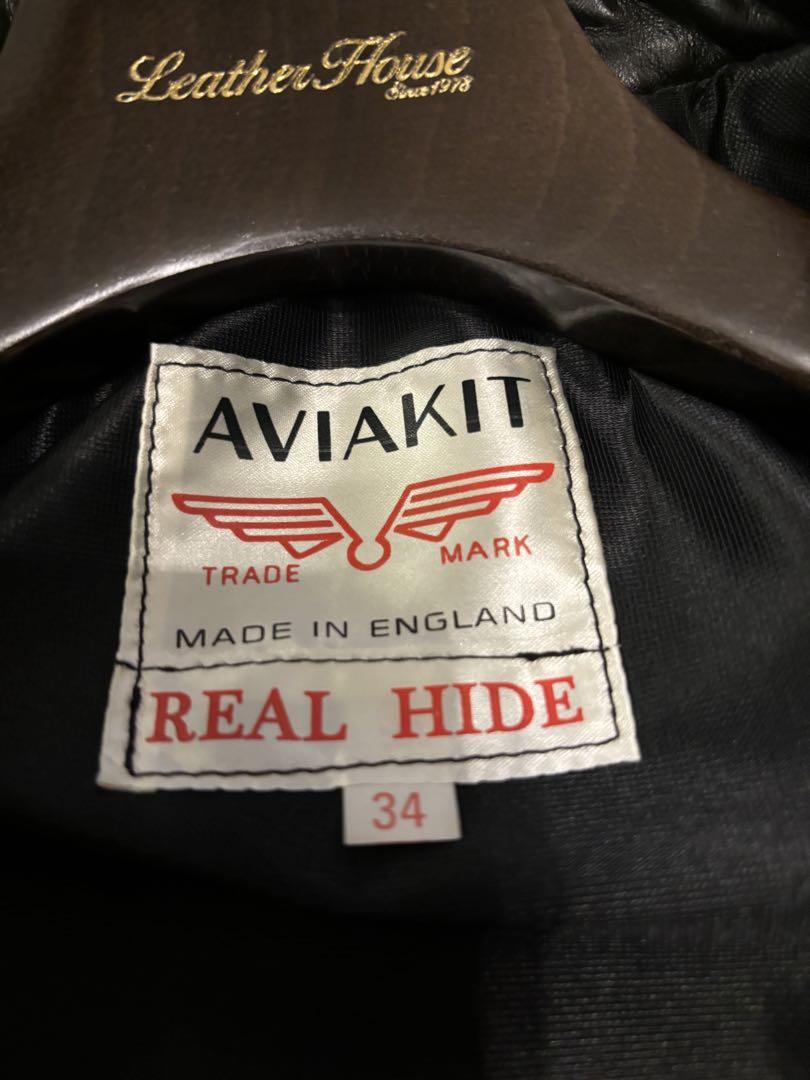 Leather House
Since 1978
AVIAKIT
TRADE MARK
MADE IN ENGLAND
REAL HIDE
34